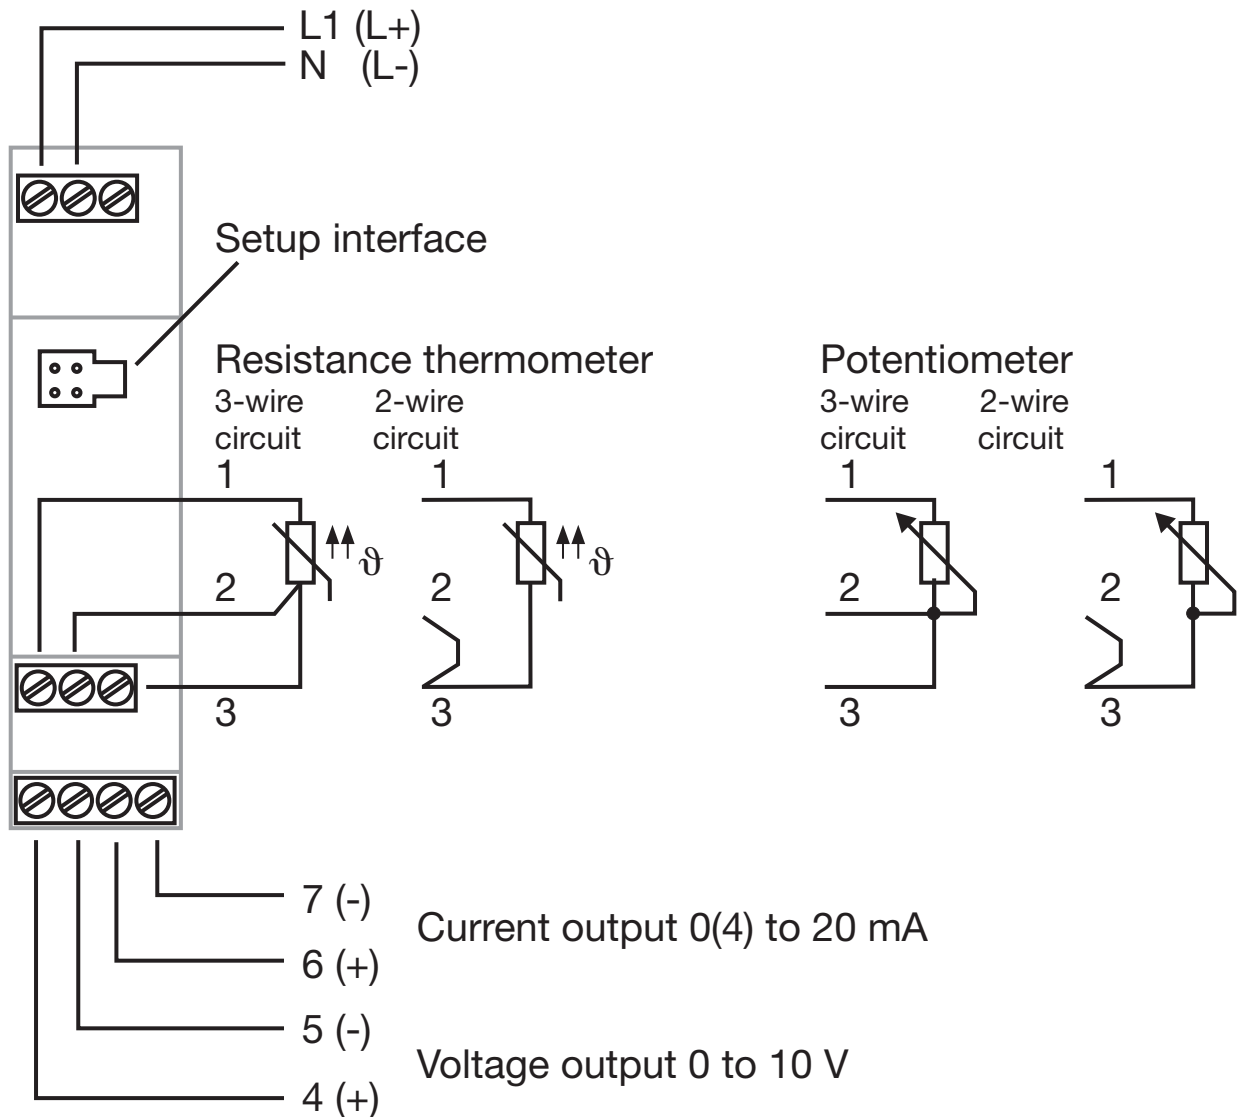 L1 (L+)
N (L-)
Setup interface
Resistance thermometer
3-wire circuit
2-wire circuit
1
2
3
ϑ
1
2
3
ϑ
Potentiometer
3-wire circuit
2-wire circuit
1
2
3
1
2
3
7 (-)
6 (+)
Current output 0(4) to 20 mA
5 (-)
4 (+)
Voltage output 0 to 10 V